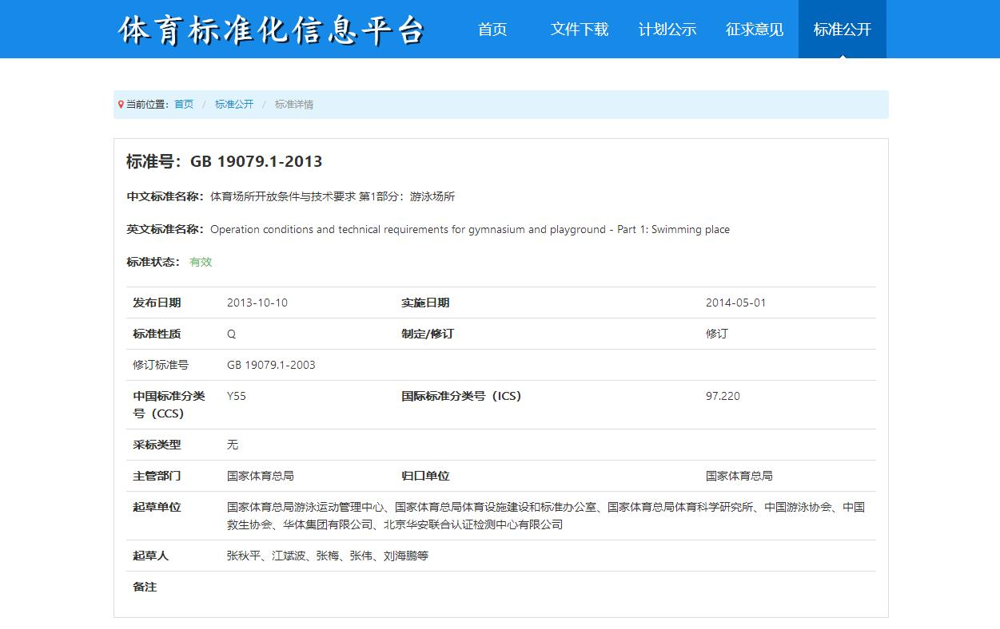 体育标准化信息平台 首页 文件下载 计划公示 征求意见 标准公开
当前位置：首页 / 标准公开 / 标准详情
标准号：GB 19079.1-2013
中文标准名称：体育场所开放条件与技术要求 第1部分：游泳场所
英文标准名称：Operation conditions and technical requirements for gymnasium and playground - Part 1: Swimming place
标准状态： 有效
发布日期 2013-10-10 实施日期 2014-05-01
标准性质 Q 制定/修订 修订
修订标准号 GB 19079.1-2003
中国标准分类 Y55 国际标准分类号（ICS） 97.220
号（CCS）
采标类型 无
主管部门 国家体育总局 归口单位 国家体育总局
起草单位 国家体育总局游泳运动管理中心、国家体育总局体育设施建设和标准办公室、国家体育总局体育科学研究所、中国游泳协会、中国
救生协会、华体集团有限公司、北京华安联合认证检测中心有限公司
起草人 张秋平、江斌波、张梅、张伟、刘海鹏等
备注